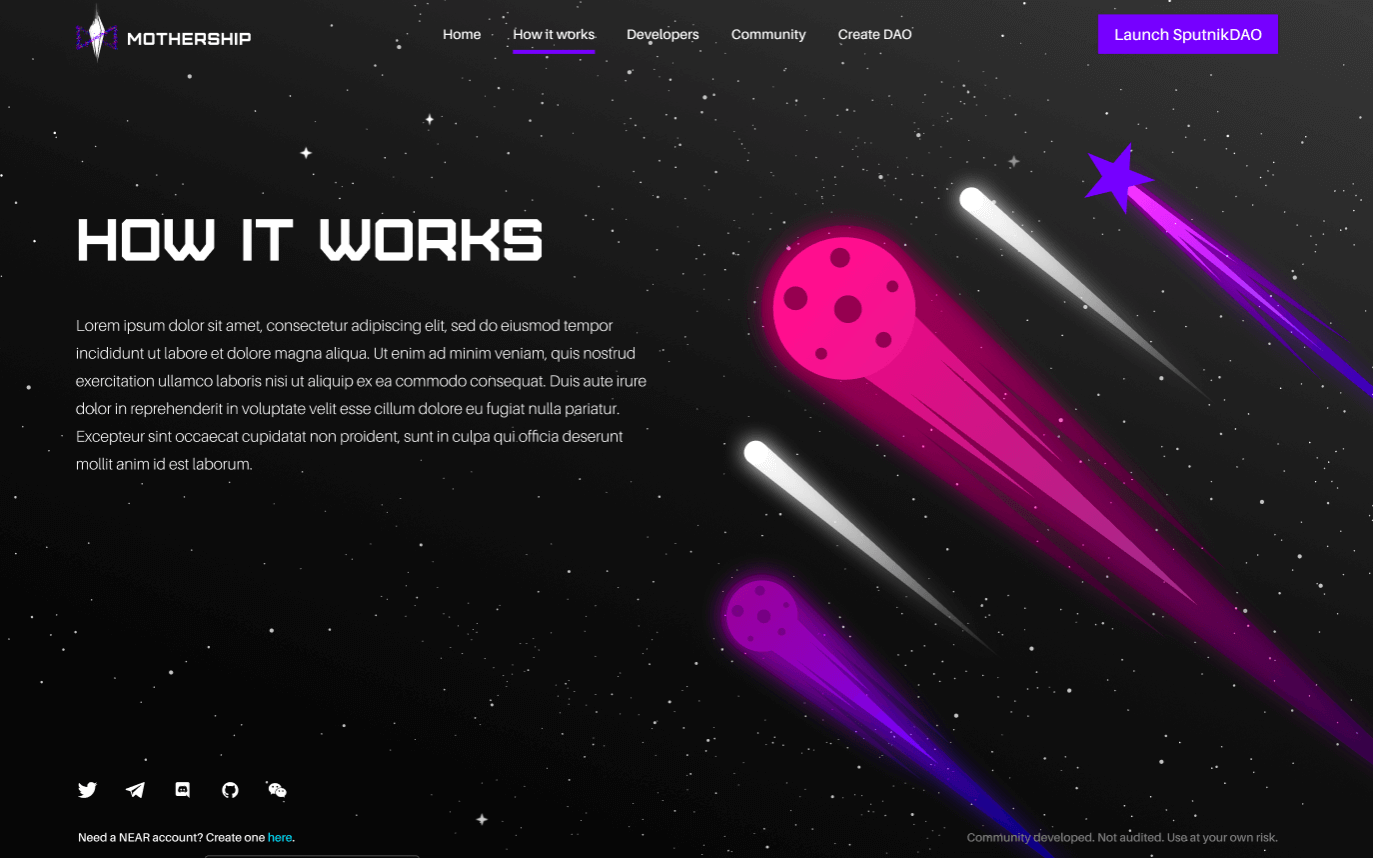 MOTHERSHIP
Home How it works Developers Community Create DAO
Launch SputnikDAO
HOW IT WORKS
Lorem ipsum dolor sit amet, consectetur adipiscing elit, sed do eiusmod tempor
incididunt ut labore et dolore magna aliqua. Ut enim ad minim veniam, quis nostrud
exercitation ullamco laboris nisi ut aliquip ex ea commodo consequat. Duis aute irure
dolor in reprehenderit in voluptate velit esse cillum dolore eu fugiat nulla pariatur.
Excepteur sint occaecat cupidatat non proident, sunt in culpa qui officia deserunt
mollit anim id est laborum.
Need a NEAR account? Create one here.
Community developed. Not audited. Use at your own risk.